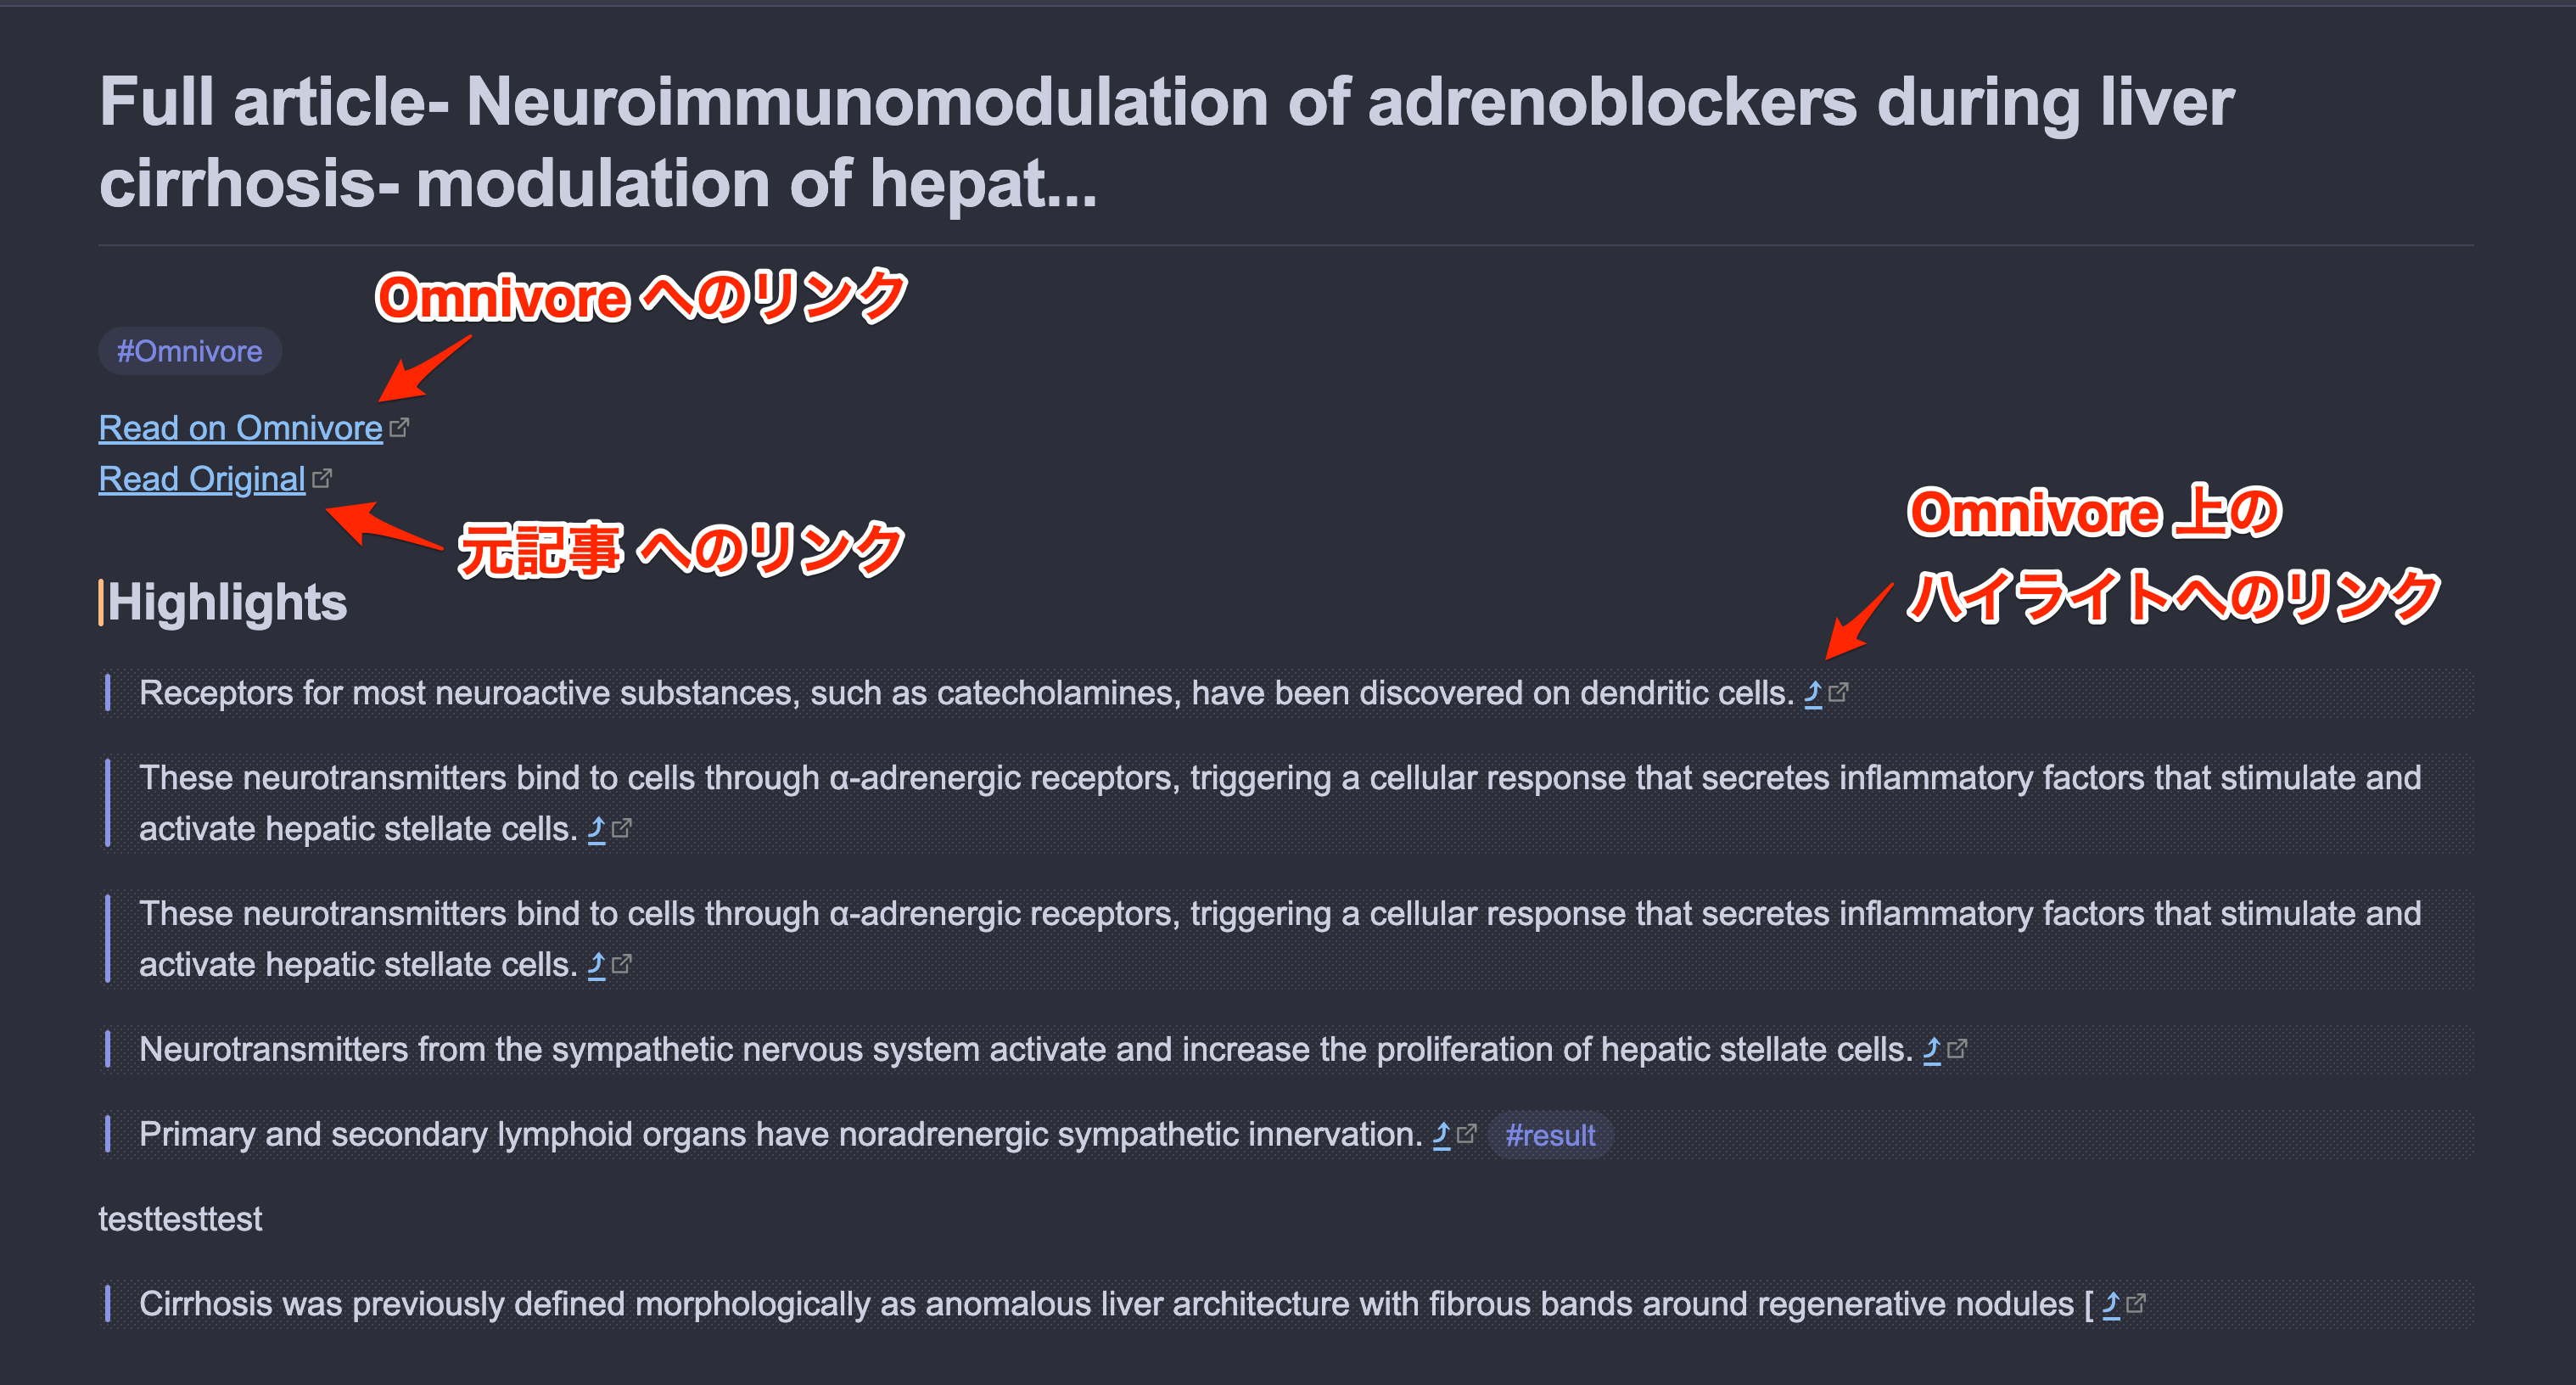 Full article- Neuroimmunomodulation of adrenoblockers during liver
cirrhosis- modulation of hepat...
Omnivore へのリンク
#Omnivore
Read on Omnivore
Read Original
元記事 へのリンク
Omnivore 上の
ハイライトへのリンク
Highlights
Receptors for most neuroactive substances, such as catecholamines, have been discovered on dendritic cells. ⤴
These neurotransmitters bind to cells through α-adrenergic receptors, triggering a cellular response that secretes inflammatory factors that stimulate and
activate hepatic stellate cells. ⤴
These neurotransmitters bind to cells through α-adrenergic receptors, triggering a cellular response that secretes inflammatory factors that stimulate and
activate hepatic stellate cells. ⤴
Neurotransmitters from the sympathetic nervous system activate and increase the proliferation of hepatic stellate cells. ⤴
Primary and secondary lymphoid organs have noradrenergic sympathetic innervation. ⤴ #result
testtesttest
Cirrhosis was previously defined morphologically as anomalous liver architecture with fibrous bands around regenerative nodules [ ⤴